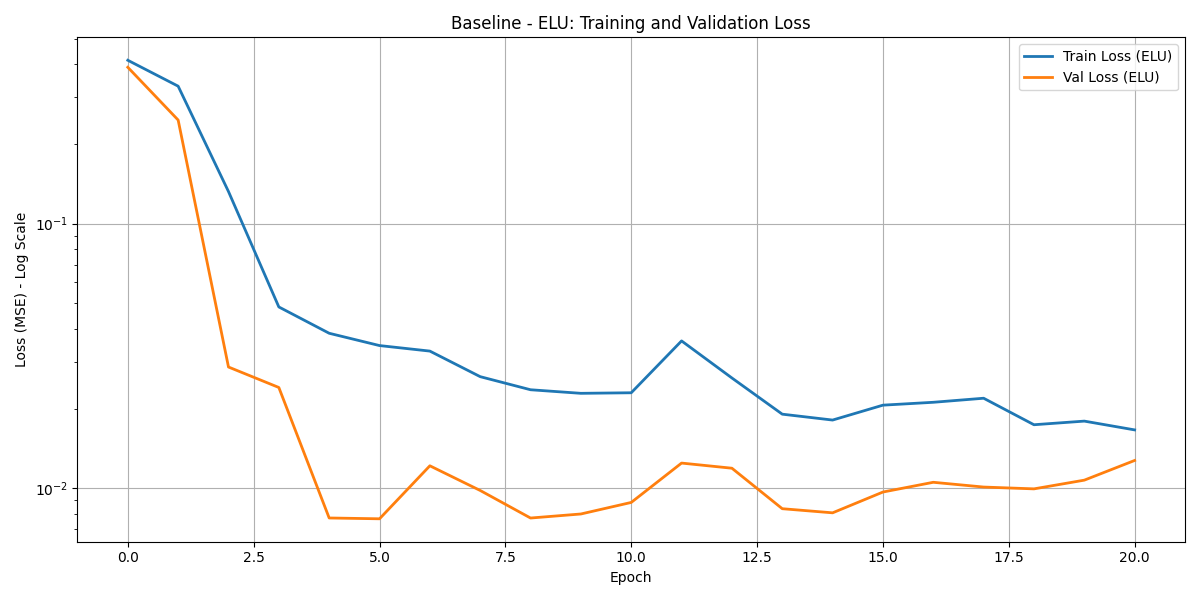 Baseline - ELU: Training and Validation Loss
Train Loss (ELU)
Val Loss (ELU)
Loss (MSE) - Log Scale
10⁻¹
10⁻²
0.0 2.5 5.0 7.5 10.0 12.5 15.0 17.5 20.0
Epoch